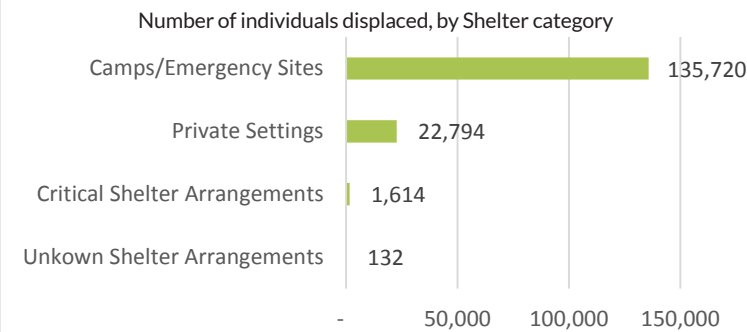 Number of individuals displaced, by Shelter category
Camps/Emergency Sites 135,720
Private Settings 22,794
Critical Shelter Arrangements 1,614
Unkown Shelter Arrangements 132
- 50,000 100,000 150,000